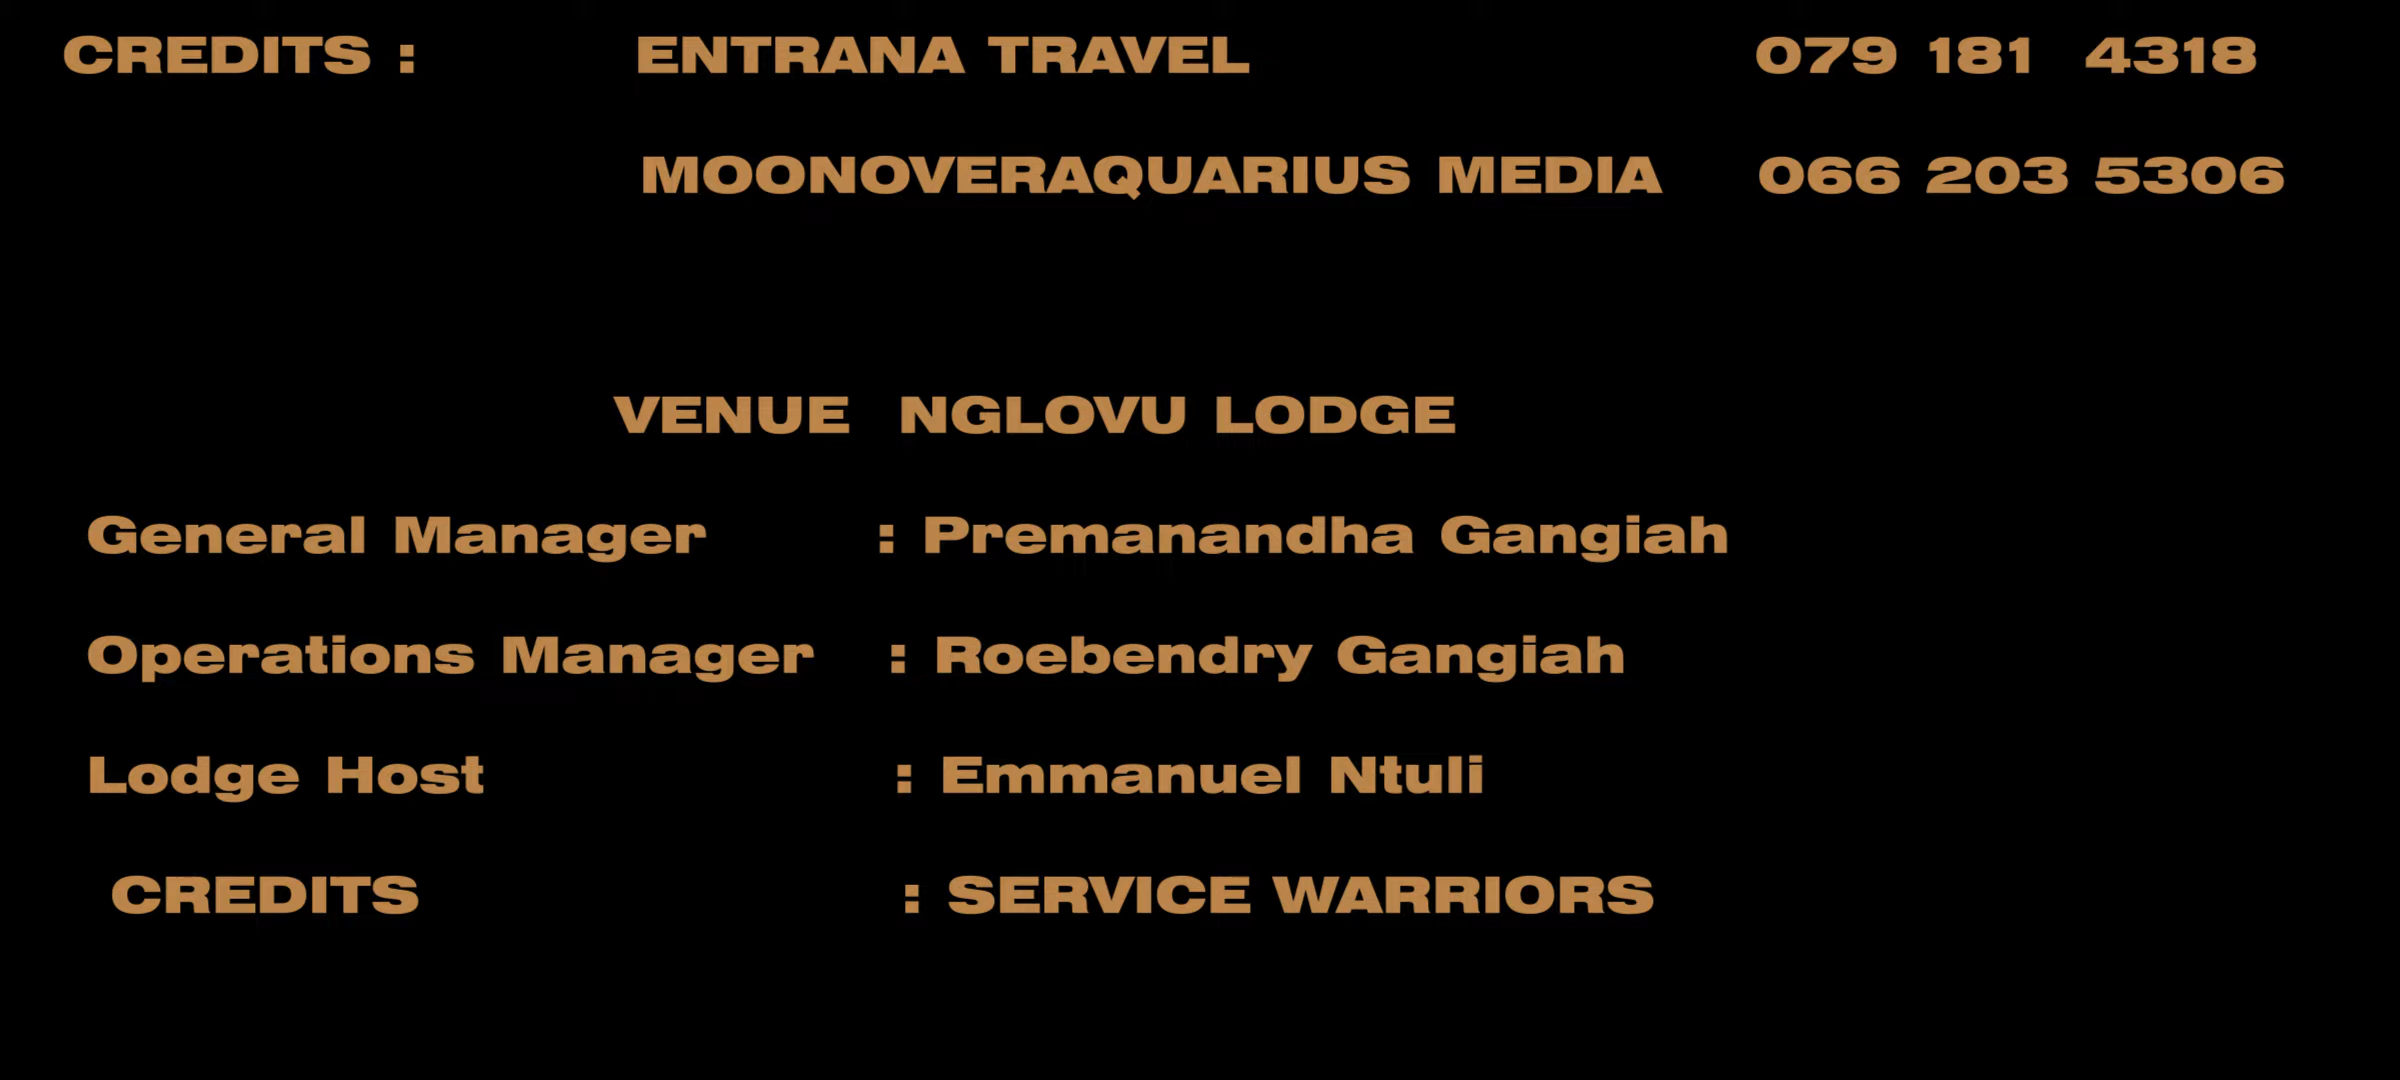 CREDITS : ENTRANA TRAVEL 079 181 4318
MOONOVERAQUARIUS MEDIA 066 203 5306
VENUE NGLOVU LODGE
General Manager : Premanandha Gangiah
Operations Manager : Roebendry Gangiah
Lodge Host : Emmanuel Ntuli
CREDITS : SERVICE WARRIORS